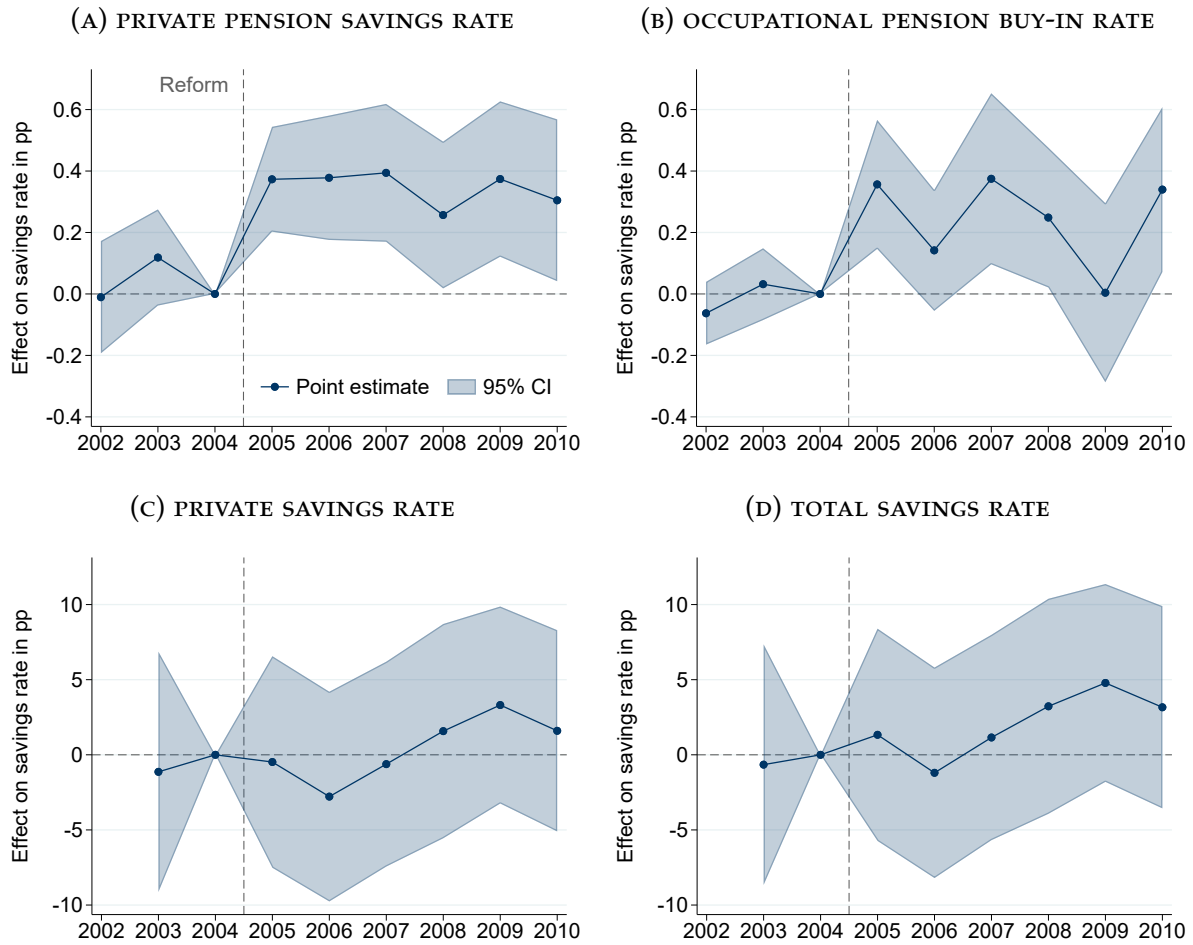 (A) PRIVATE PENSION SAVINGS RATE
Effect on savings rate in pp
0.6
0.4
0.2
0.0
-0.2
-0.4
Reform
Point estimate
95% CI
2002 2003 2004 2005 2006 2007 2008 2009 2010
(B) OCCUPATIONAL PENSION BUY-IN RATE
Effect on savings rate in pp
0.6
0.4
0.2
0.0
-0.2
-0.4
2002 2003 2004 2005 2006 2007 2008 2009 2010
(C) PRIVATE SAVINGS RATE
Effect on savings rate in pp
10
5
0
-5
-10
2002 2003 2004 2005 2006 2007 2008 2009 2010
(D) TOTAL SAVINGS RATE
Effect on savings rate in pp
10
5
0
-5
-10
2002 2003 2004 2005 2006 2007 2008 2009 2010